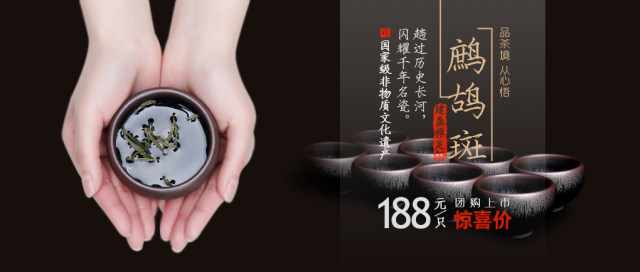 品茶境 从心悟
鹧鸪斑
趟过历史长河，
闪耀千年名瓷。
国家级非物质文化遗产
188元/只
团购上市
惊喜价